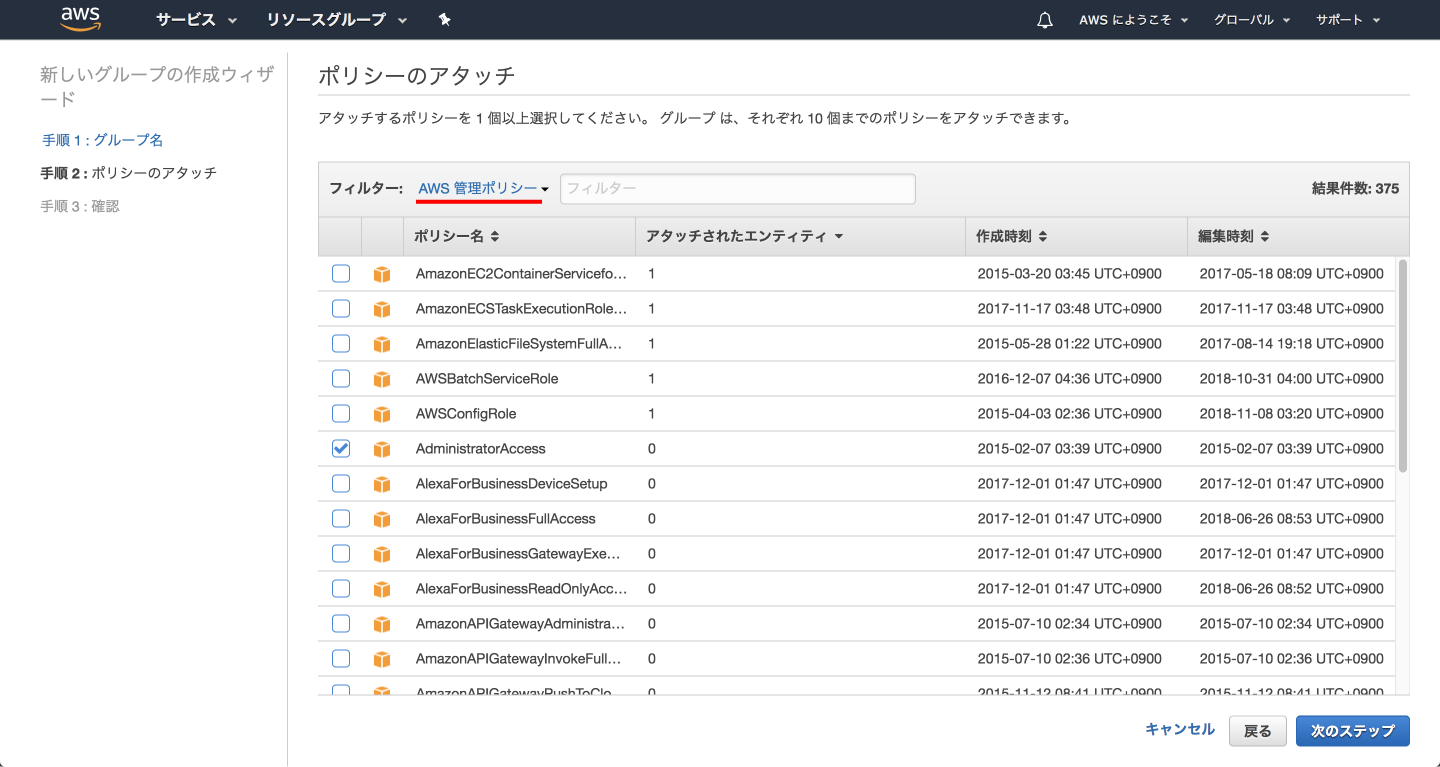 aws サービス リソースグループ AWS にようこそ グローバル サポート
新しいグループの作成ウィザ
ード
手順 1 : グループ名
手順 2 : ポリシーのアタッチ
手順 3 : 確認
ポリシーのアタッチ
アタッチするポリシーを 1 個以上選択してください。 グループ は、それぞれ 10 個までのポリシーをアタッチできます。
フィルター: AWS 管理ポリシー フィルター 結果件数: 375
ポリシー名 アタッチされたエンティティ 作成時刻 編集時刻
AmazonEC2ContainerServicefo... 1 2015-03-20 03:45 UTC+0900 2017-05-18 08:09 UTC+0900
AmazonECSTaskExecutionRole... 1 2017-11-17 03:48 UTC+0900 2017-11-17 03:48 UTC+0900
AmazonElasticFileSystemFullA... 1 2015-05-28 01:22 UTC+0900 2017-08-14 19:18 UTC+0900
AWSBatchServiceRole 1 2016-12-07 04:36 UTC+0900 2018-10-31 04:00 UTC+0900
AWSConfigRole 1 2015-04-03 02:36 UTC+0900 2018-11-08 03:20 UTC+0900
AdministratorAccess 0 2015-02-07 03:39 UTC+0900 2015-02-07 03:39 UTC+0900
AlexaForBusinessDeviceSetup 0 2017-12-01 01:47 UTC+0900 2017-12-01 01:47 UTC+0900
AlexaForBusinessFullAccess 0 2017-12-01 01:47 UTC+0900 2018-06-26 08:53 UTC+0900
AlexaForBusinessGatewayExe... 0 2017-12-01 01:47 UTC+0900 2017-12-01 01:47 UTC+0900
AlexaForBusinessReadOnlyAcc... 0 2017-12-01 01:47 UTC+0900 2018-06-26 08:52 UTC+0900
AmazonAPIGatewayAdministra... 0 2015-07-10 02:34 UTC+0900 2015-07-10 02:34 UTC+0900
AmazonAPIGatewayInvokeFull... 0 2015-07-10 02:36 UTC+0900 2015-07-10 02:36 UTC+0900
AmazonAPIGatewayPushToClo... 0 2015-11-12 08:41 UTC+0900 2015-11-12 08:41 UTC+0900
キャンセル 戻る 次のステップ